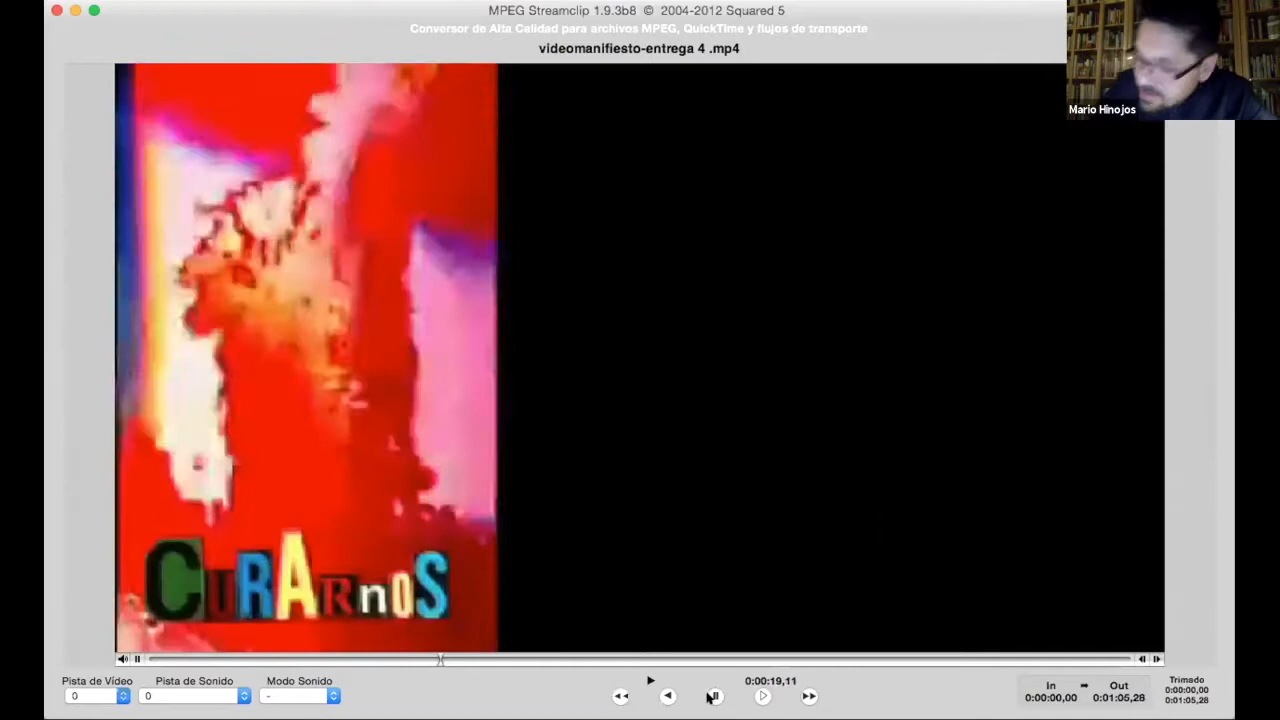 MPEG Streamclip 1.9.3b8 © 2004-2012 Squared 5
Conversor de Alta Calidad para archivos MPEG, QuickTime y flujos de transporte
videomanifiesto-entrega 4 .mp4
Mario Hinojos
CURARnOS
Pista de Vídeo
Pista de Sonido
Modo Sonido
0
0
-
0:00:19,11
In
Out
0:00:00,00
0:01:05,28
Trimado
0:00:00,00
0:01:05,28